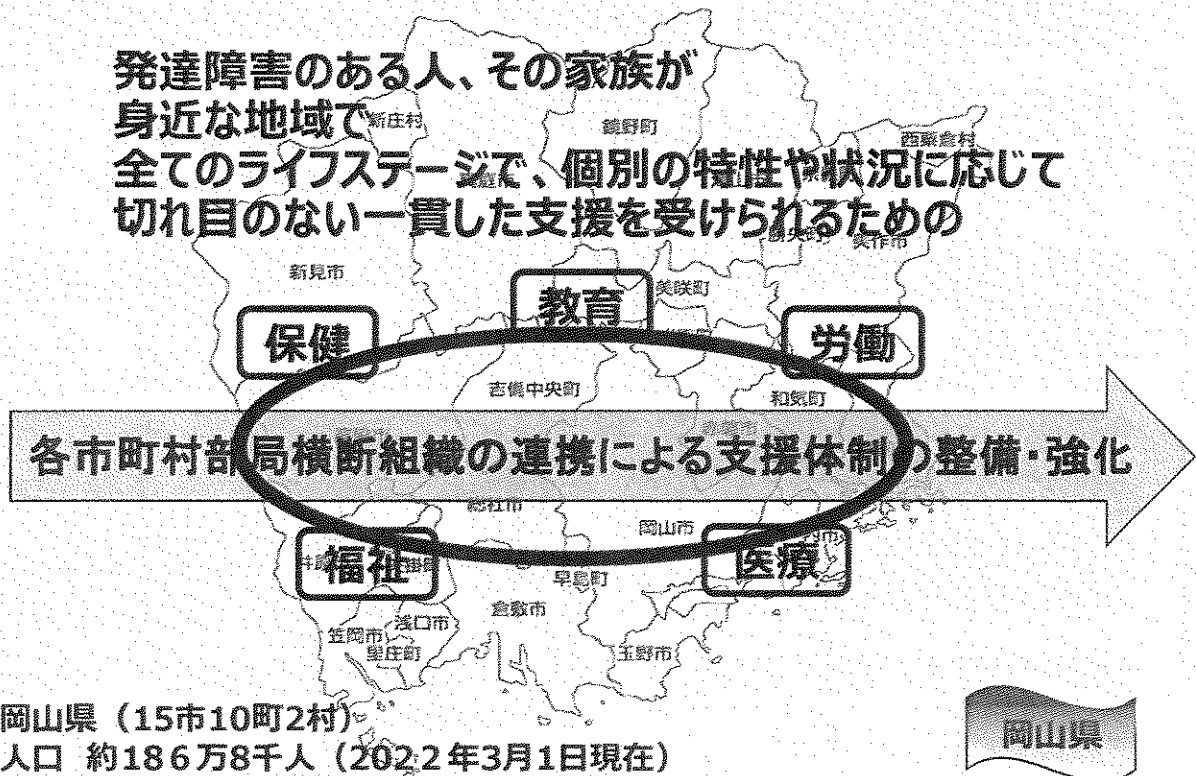 発達障害のある人、その家族が
身近な地域で
新庄村
鏡野町
西粟倉村
全てのライフステージで、個別の特性や状況に応じて
切れ目のない一貫した支援を受けられるための
美作市
新見市
美咲町
教育
保健
労働
吉備中央町
和気町
各市町村部局横断組織の連携による支援体制の整備・強化
総社市
岡山市
福祉
医療
早島町
倉敷市
浅口市
笠岡市
里庄町
玉野市
岡山県（15市10町2村）
人口 約186万8千人（2022年3月1日現在）
岡山県